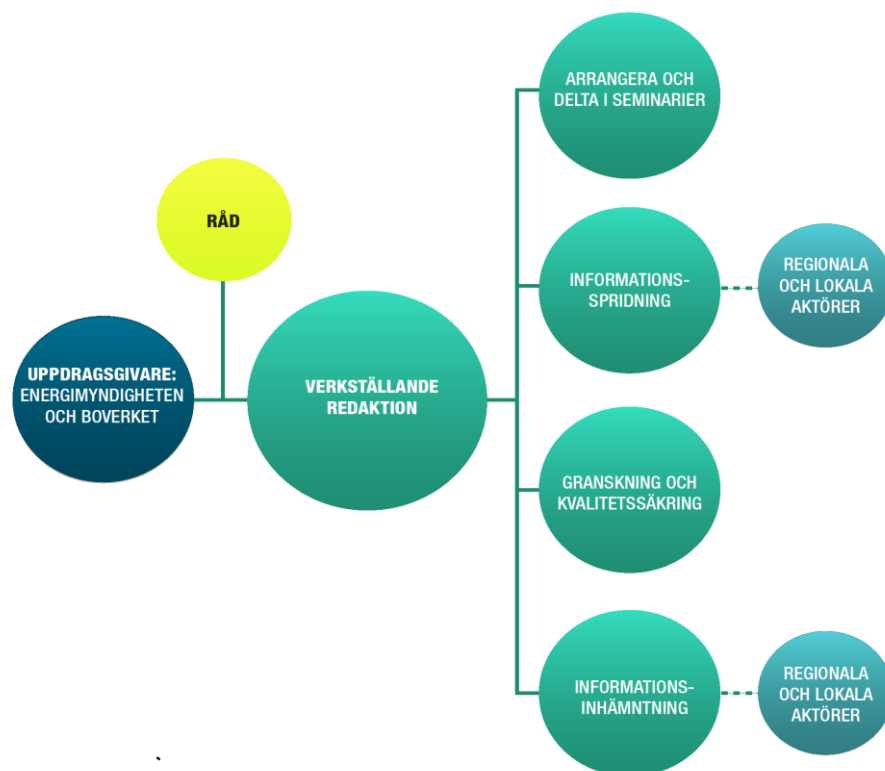 ARRANGERA OCH
DELTA I SEMINARIER
RÅD
INFORMATIONS-
SPRIDNING
REGIONALA
OCH LOKALA
AKTÖRER
UPPDRAGSGIVARE:
ENERGIMYNDIGHETEN
OCH BOVERKET
VERKSTÄLLANDE
REDAKTION
GRANSKNING OCH
KVALITETSSÄKRING
INFORMATIONS-
INHÄMNTNING
REGIONALA
OCH LOKALA
AKTÖRER